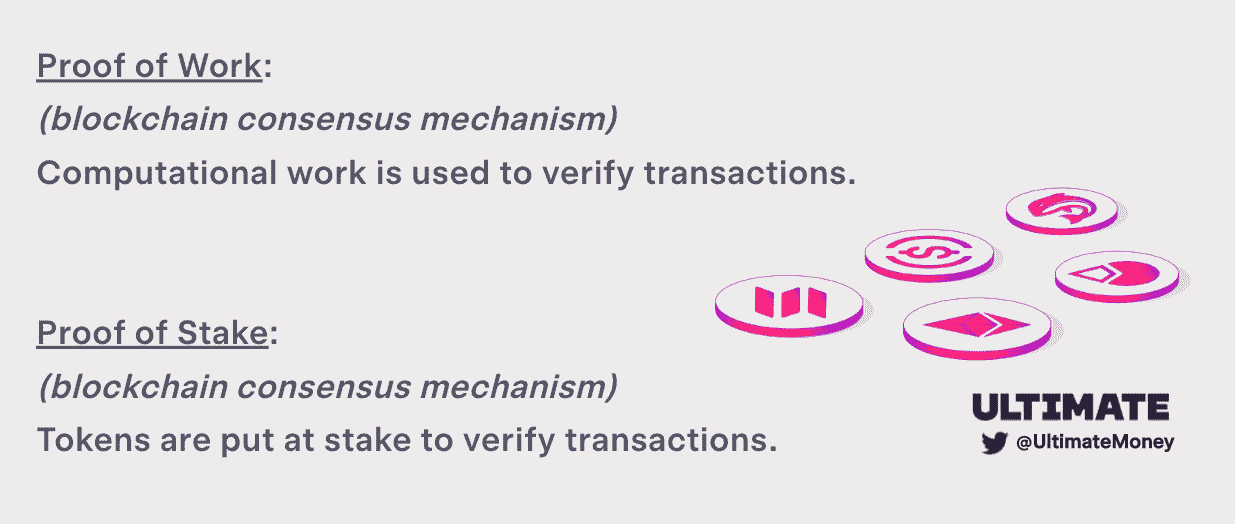 Proof of Work:
(blockchain consensus mechanism)
Computational work is used to verify transactions.
Proof of Stake:
(blockchain consensus mechanism)
Tokens are put at stake to verify transactions.
ULTIMATE
@UltimateMoney